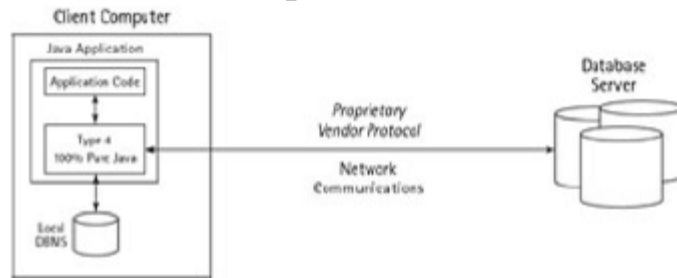 Client Computer
Java Application
Application Code
Type 4
100% Pure Java
Local
DBMS
Proprietary
Vendor Protocol
Network
Communications
Database
Server